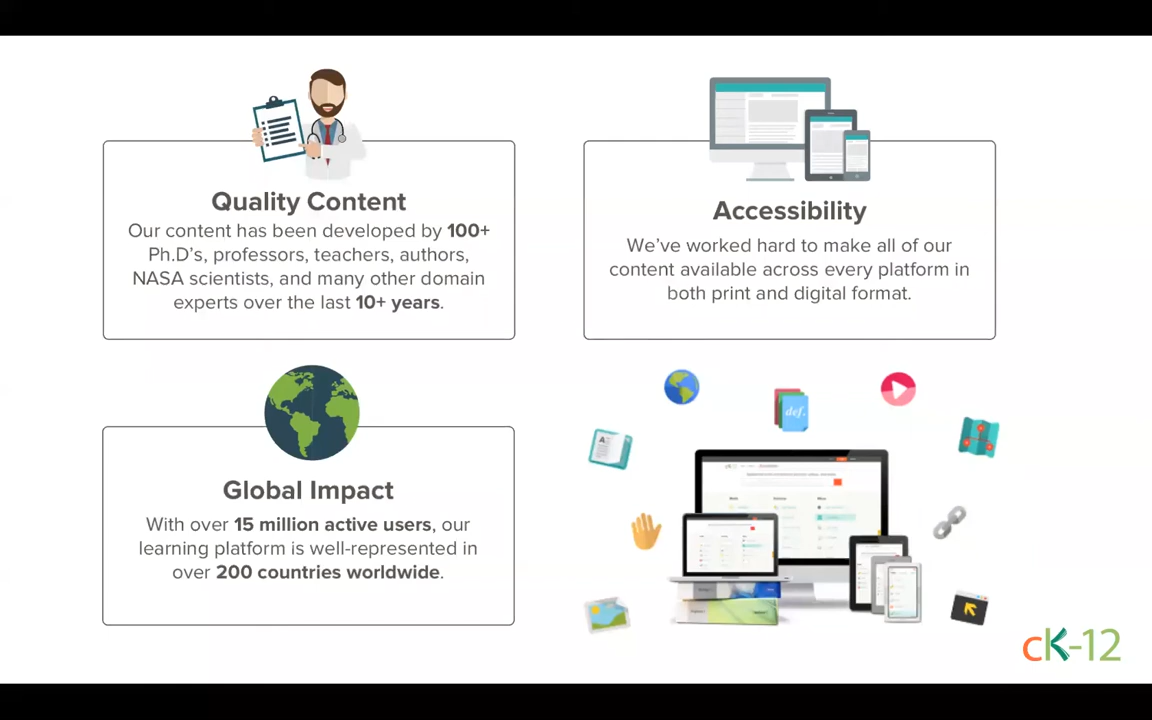 Quality Content
Our content has been developed by 100+
Ph.D’s, professors, teachers, authors,
NASA scientists, and many other domain
experts over the last 10+ years.
Accessibility
We’ve worked hard to make all of our
content available across every platform in
both print and digital format.
Global Impact
With over 15 million active users, our
learning platform is well-represented in
over 200 countries worldwide.
def.
cK-12